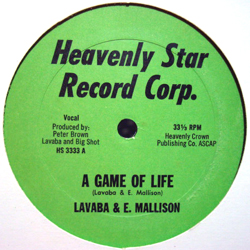 Heavenly Star
Record Corp.
Vocal
Produced by:
Peter Brown
Lavaba and Big Shot
HS 3333 A
33⅓ RPM
Heavenly Crown
Publishing Co. ASCAP
A GAME OF LIFE
(Lavaba & E. Mallison)
LAVABA & E. MALLISON